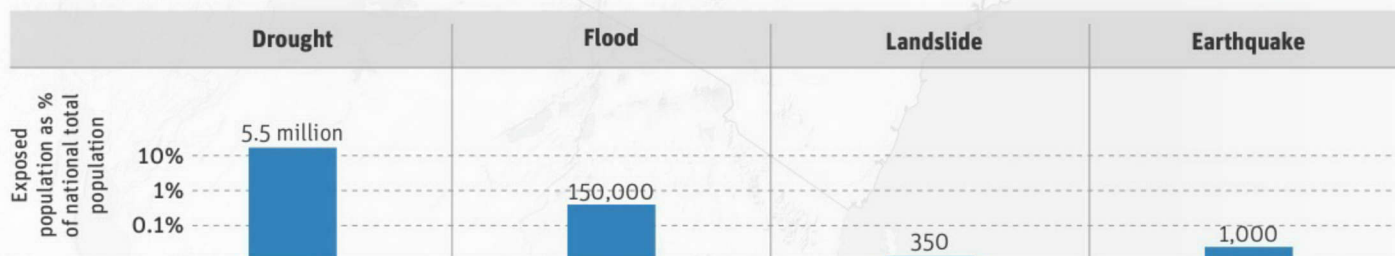 Drought
Flood
Landslide
Earthquake
Exposed
population as %
of national total
population
10%
1%
0.1%
5.5 million
150,000
350
1,000